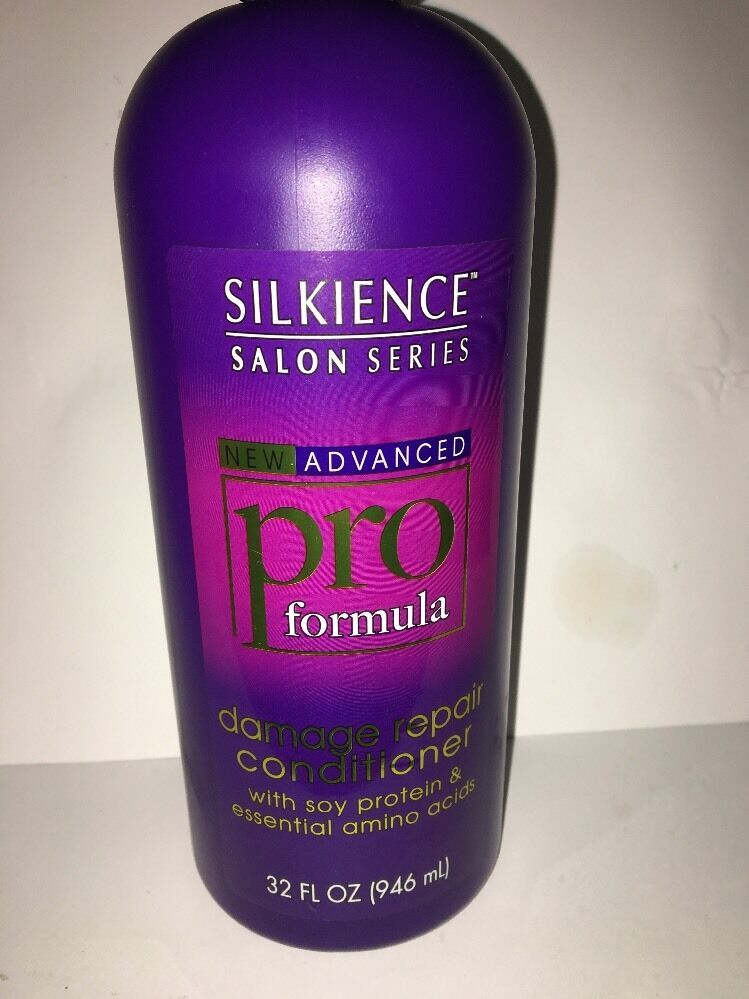 SILKIENCE™
SALON SERIES
NEW ADVANCED
pro
formula
damage repair
conditioner
with soy protein &
essential amino acids
32 FL OZ (946 mL)